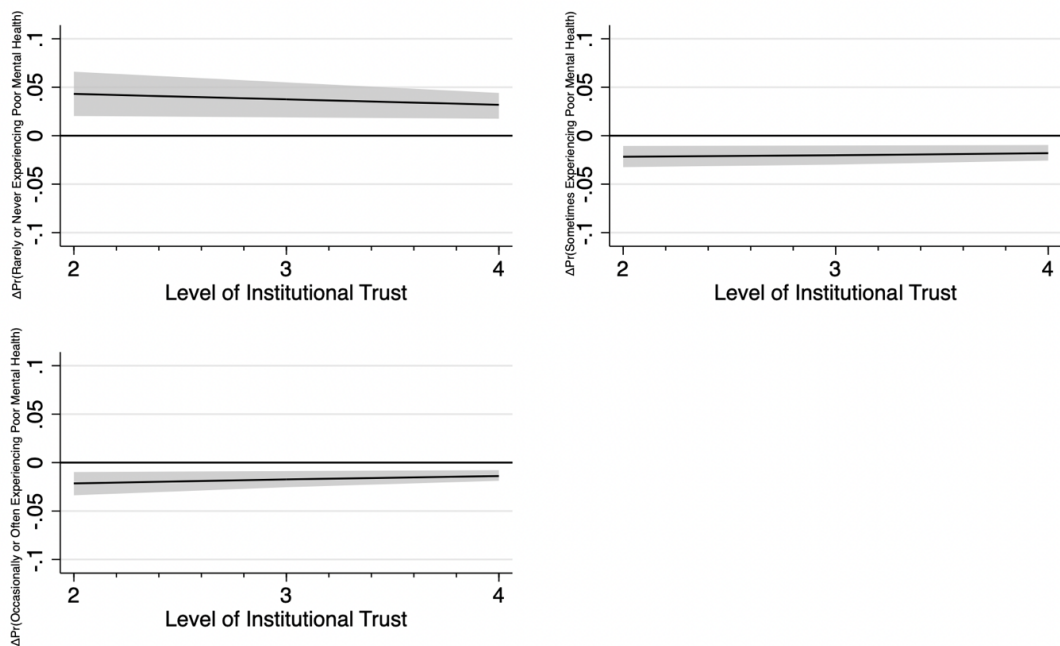 ΔPr(Rarely or Never Experiencing Poor Mental Health)
.1
.05
0
-.05
-.1
2 3 4
Level of Institutional Trust
ΔPr(Sometimes Experiencing Poor Mental Health)
.1
.05
0
-.05
-.1
2 3 4
Level of Institutional Trust
ΔPr(Occasionally or Often Experiencing Poor Mental Health)
.1
.05
0
-.05
-.1
2 3 4
Level of Institutional Trust